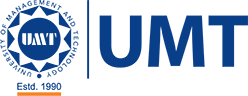 UNIVERSITY OF MANAGEMENT AND TECHNOLOGY
UMT
Estd. 1990
UMT